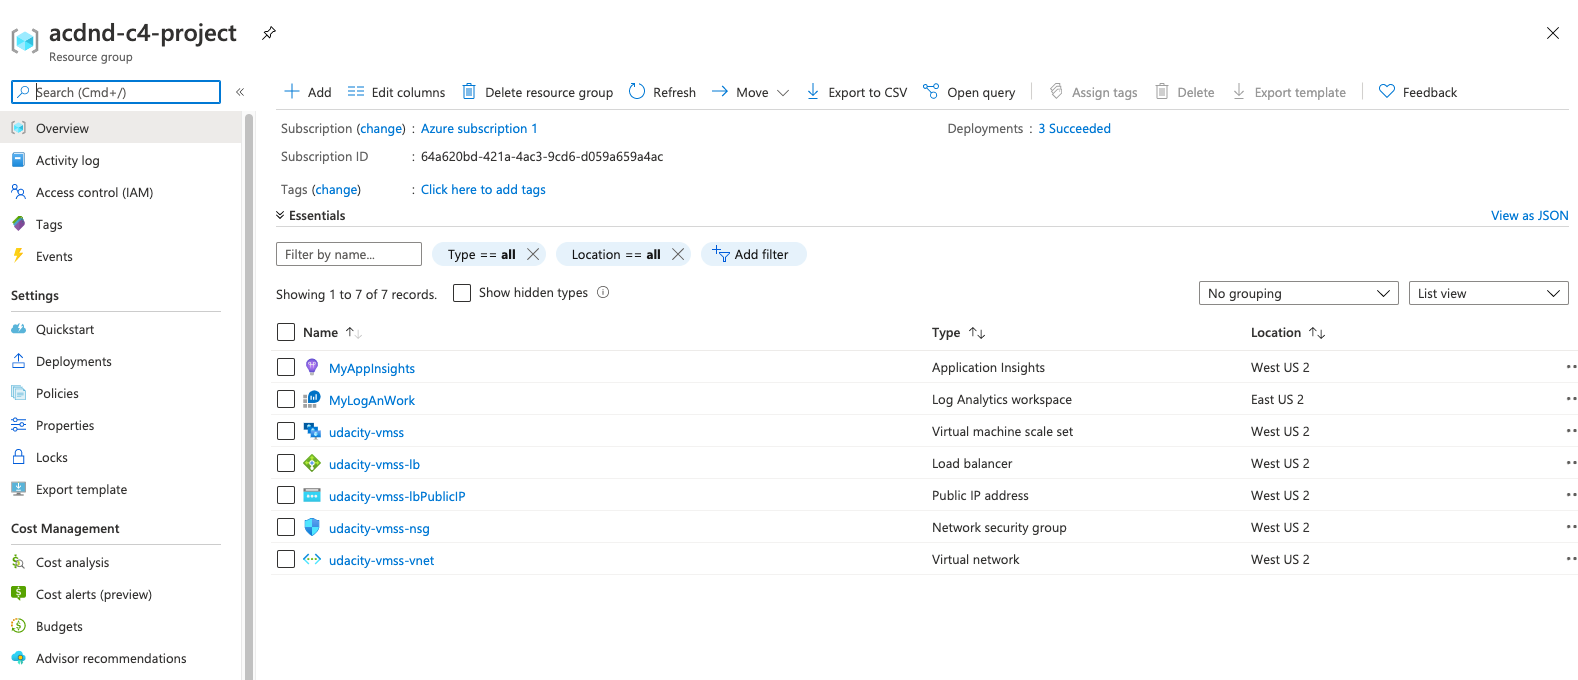 acdnd-c4-project
Resource group
Search (Cmd+/)
«
Add
Edit columns
Delete resource group
Refresh
Move
Export to CSV
Open query
Assign tags
Delete
Export template
Feedback
Overview
Activity log
Access control (IAM)
Tags
Events
Settings
Quickstart
Deployments
Policies
Properties
Locks
Export template
Cost Management
Cost analysis
Cost alerts (preview)
Budgets
Advisor recommendations
Subscription (change) : Azure subscription 1
Deployments : 3 Succeeded
Subscription ID : 64a620bd-421a-4ac3-9cd6-d059a659a4ac
Tags (change) : Click here to add tags
Essentials
View as JSON
Filter by name...
Type == all
Location == all
Add filter
Showing 1 to 7 of 7 records.
Show hidden types
No grouping
List view
Name Type Location
MyAppInsights Application Insights West US 2
MyLogAnWork Log Analytics workspace East US 2
udacity-vmss Virtual machine scale set West US 2
udacity-vmss-lb Load balancer West US 2
udacity-vmss-lbPublicIP Public IP address West US 2
udacity-vmss-nsg Network security group West US 2
udacity-vmss-vnet Virtual network West US 2